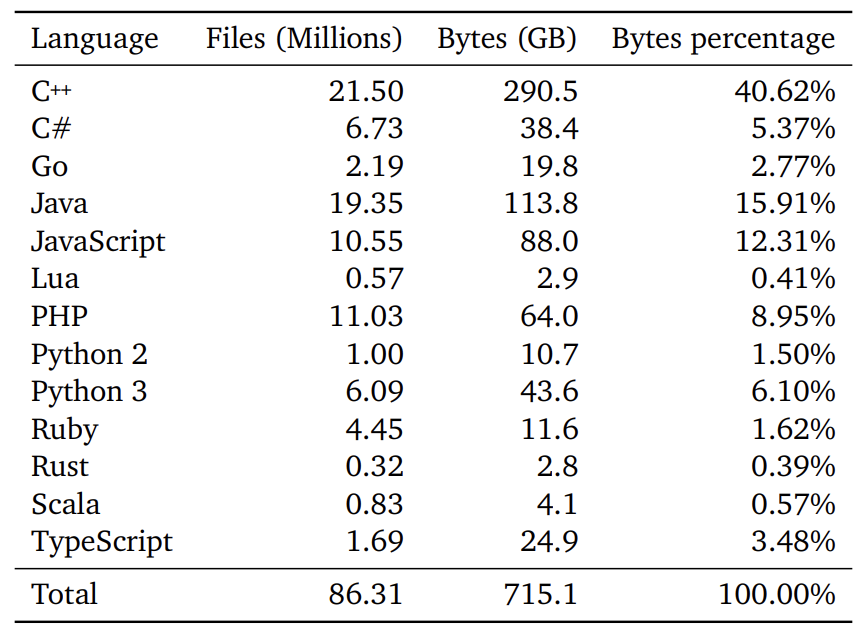 Language Files (Millions) Bytes (GB) Bytes percentage
C++ 21.50 290.5 40.62%
C# 6.73 38.4 5.37%
Go 2.19 19.8 2.77%
Java 19.35 113.8 15.91%
JavaScript 10.55 88.0 12.31%
Lua 0.57 2.9 0.41%
PHP 11.03 64.0 8.95%
Python 2 1.00 10.7 1.50%
Python 3 6.09 43.6 6.10%
Ruby 4.45 11.6 1.62%
Rust 0.32 2.8 0.39%
Scala 0.83 4.1 0.57%
TypeScript 1.69 24.9 3.48%
Total 86.31 715.1 100.00%